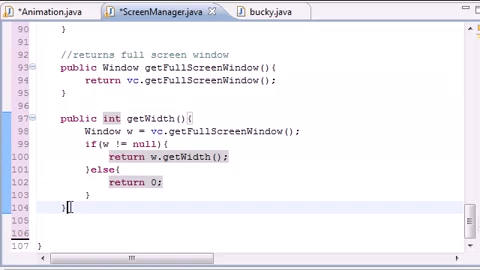 *Animation.java *ScreenManager.java bucky.java
90 }
91
92 //returns full screen window
93 public Window getFullScreenWindow(){
94 return vc.getFullScreenWindow();
95 }
96
97 public int getWidth(){
98 Window w = vc.getFullScreenWindow();
99 if(w != null){
100 return w.getWidth();
101 }else{
102 return 0;
103 }
104 }
105
106
107 }